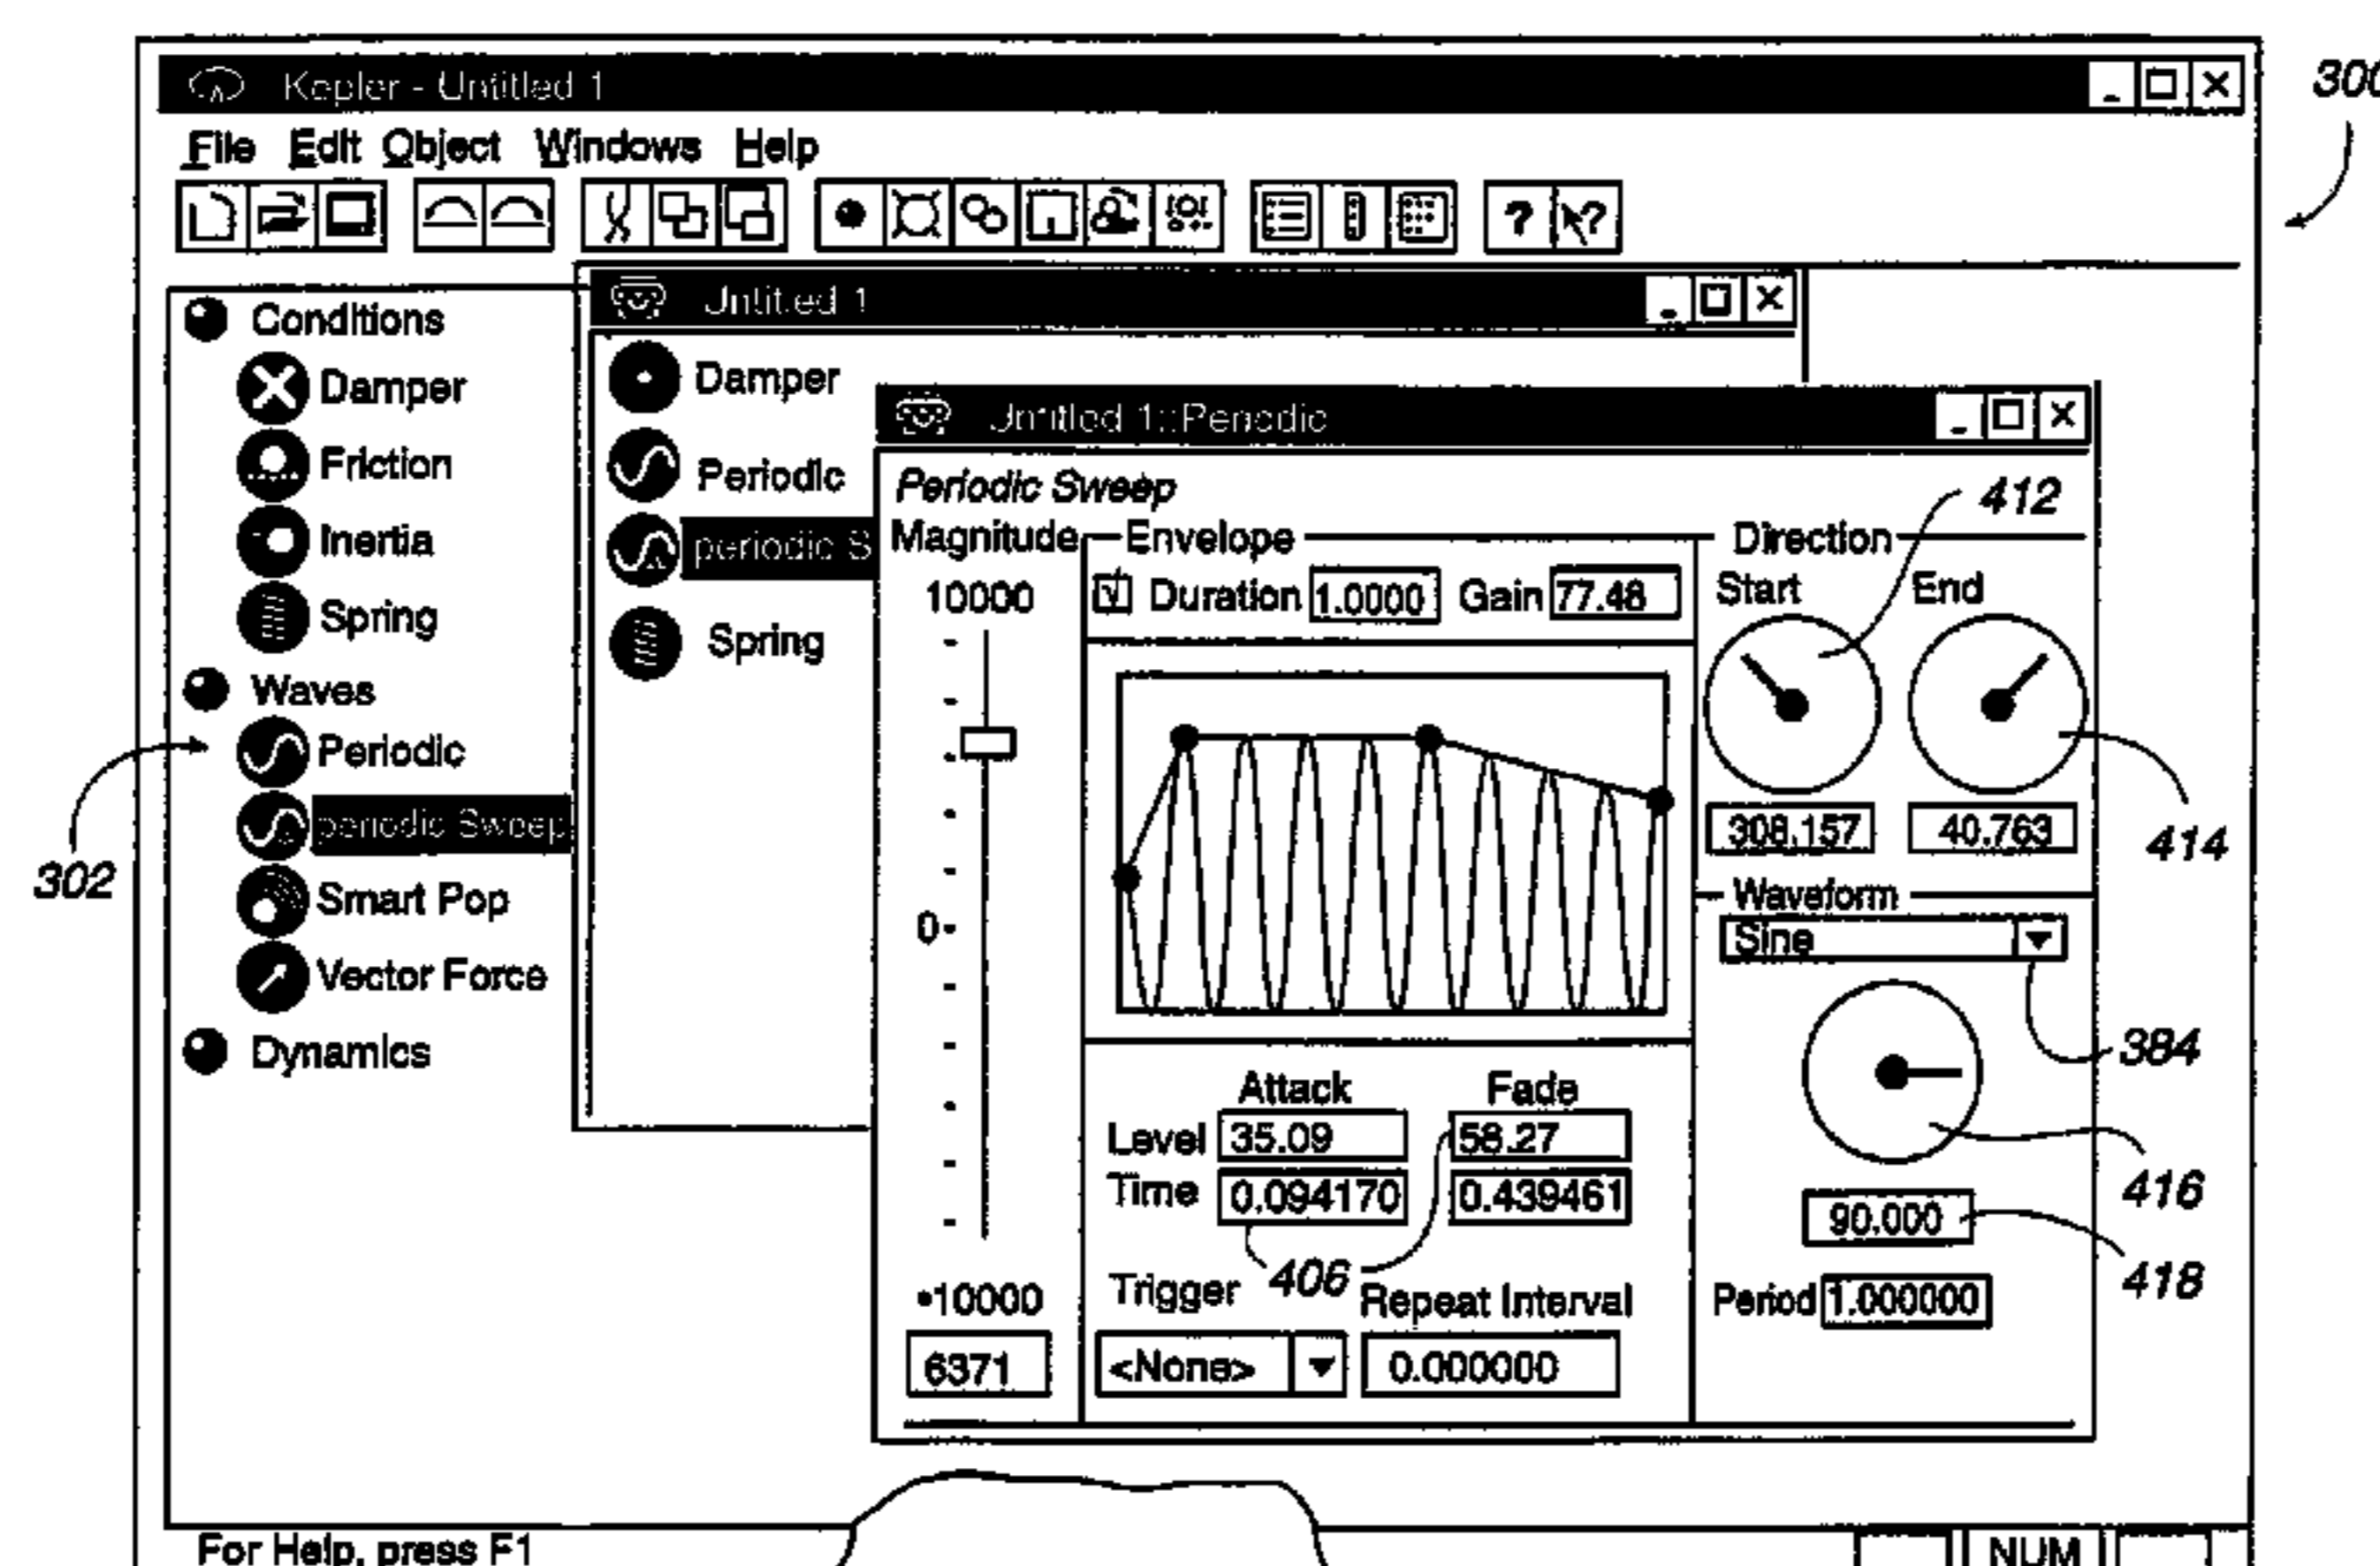 Kepler - Untitled 1
300
File Edit Object Windows Help
? ?
Conditions
Damper
Friction
Inertia
Spring
Waves
Periodic
periodic Sweep
Smart Pop
Vector Force
Dynamics
302
Untitled 1
Damper
Periodic
periodic S
Spring
Untitled 1::Periodic
Periodic Sweep
Magnitude
10000
0
•10000
6371
Envelope
√ Duration 1.0000 Gain 77.48
Attack Fade
Level 35.09 58.27
Time 0.094170 0.439461
406
Trigger Repeat Interval
<None> 0.000000
Direction
412
Start End
308.157 40.763
414
Waveform
Sine
384
416
90.000
418
Period 1.000000
For Help, press F1
NUM